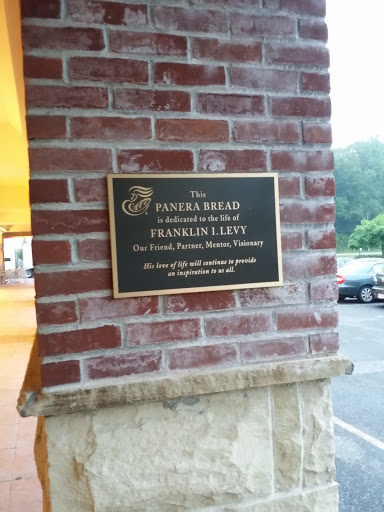 This
PANERA BREAD
is dedicated to the life of
FRANKLIN I. LEVY
Our Friend, Partner, Mentor, Visionary
His love of life will continue to provide
an inspiration to us all.